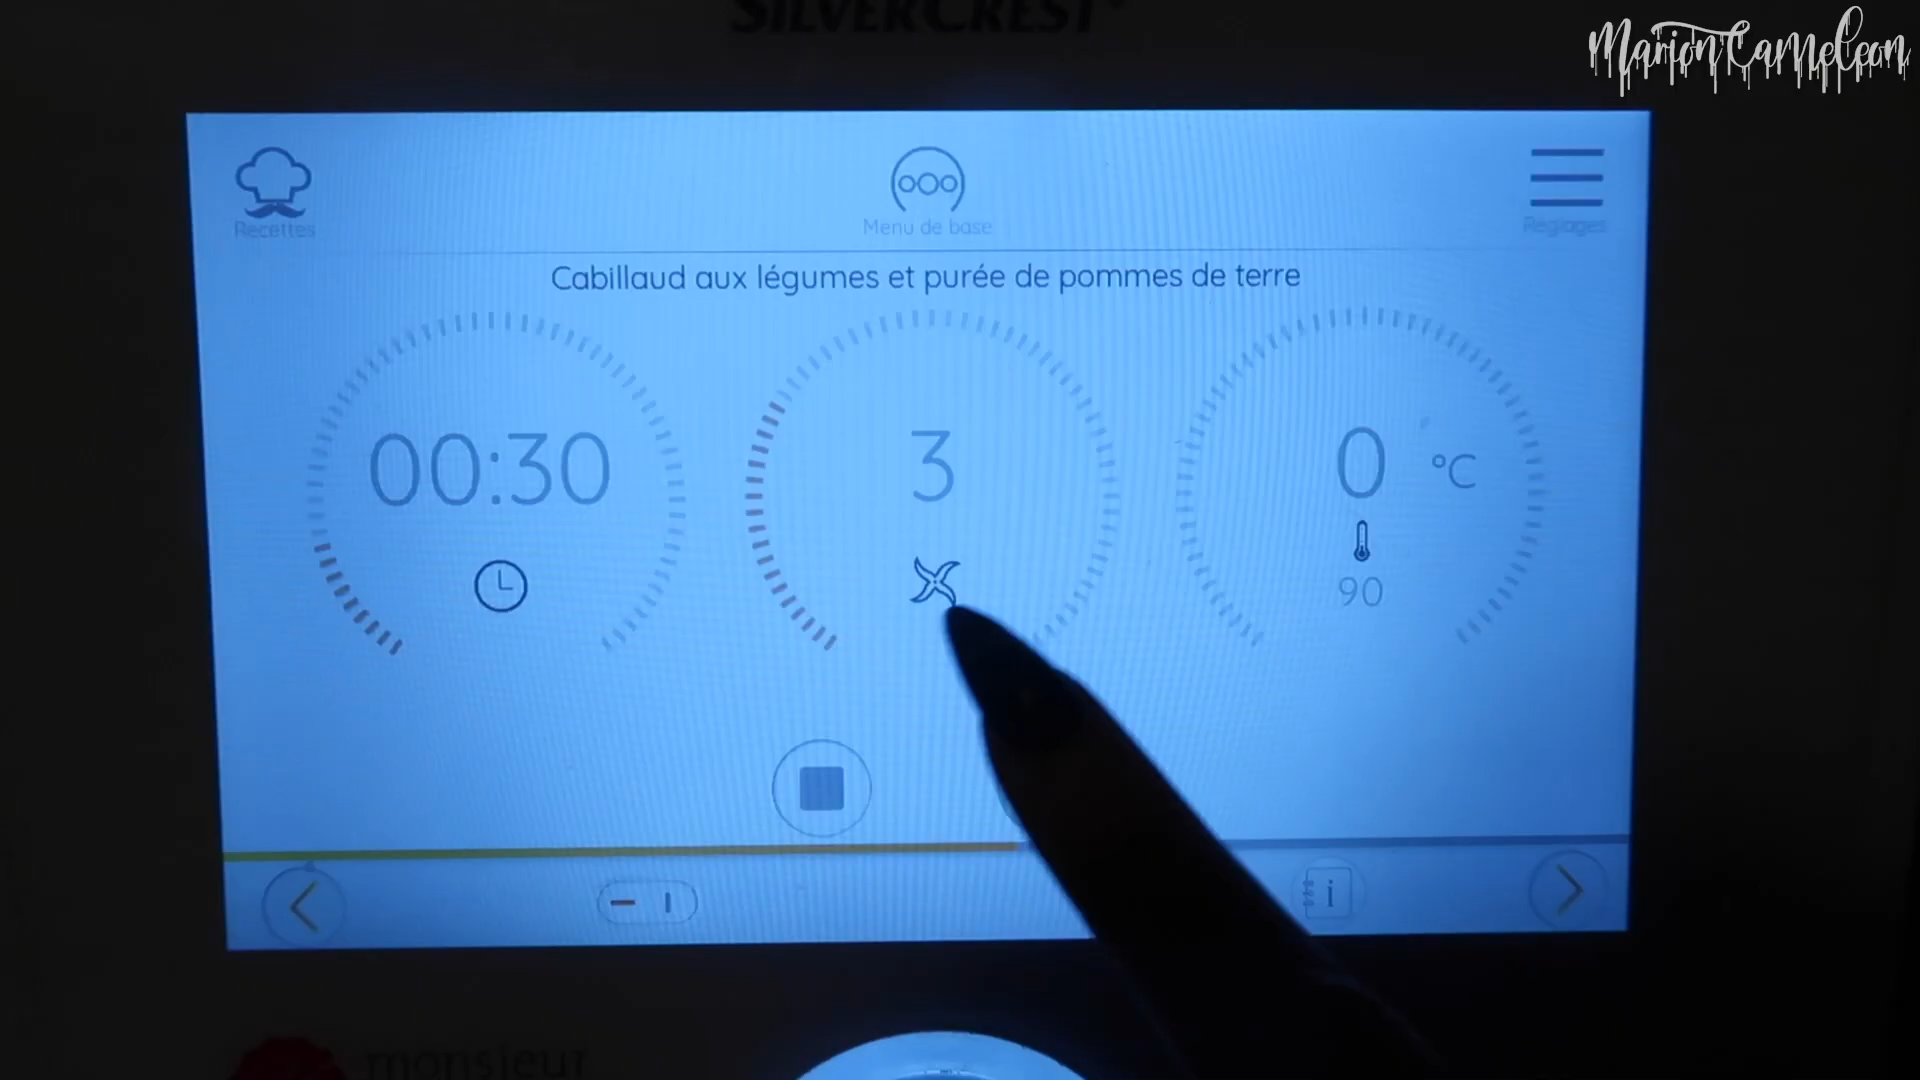 SILVERCREST
MarionCaMeleon
Recettes
Menu de base
Réglages
Cabillaud aux légumes et purée de pommes de terre
00:30
3
0 °C
90
i
monsieur